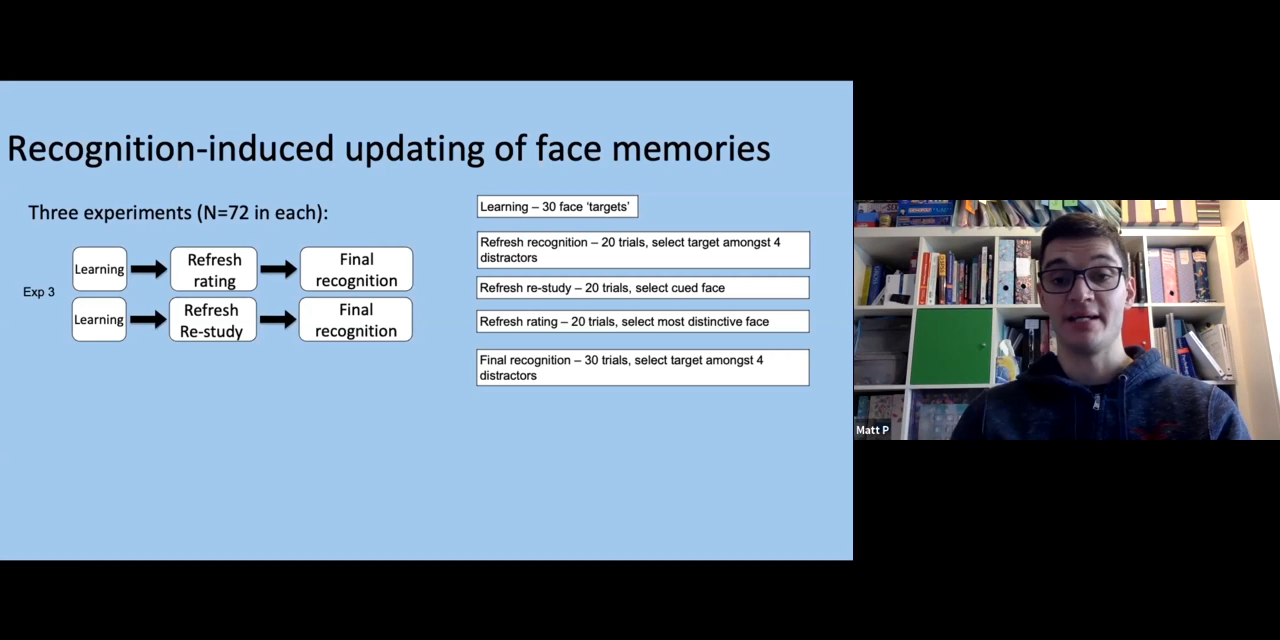 Recognition-induced updating of face memories
Three experiments (N=72 in each):
Exp 3
Learning
Refresh
rating
Final
recognition
Learning
Refresh
Re-study
Final
recognition
Learning – 30 face ‘targets’
Refresh recognition – 20 trials, select target amongst 4
distractors
Refresh re-study – 20 trials, select cued face
Refresh rating – 20 trials, select most distinctive face
Final recognition – 30 trials, select target amongst 4
distractors
Matt P